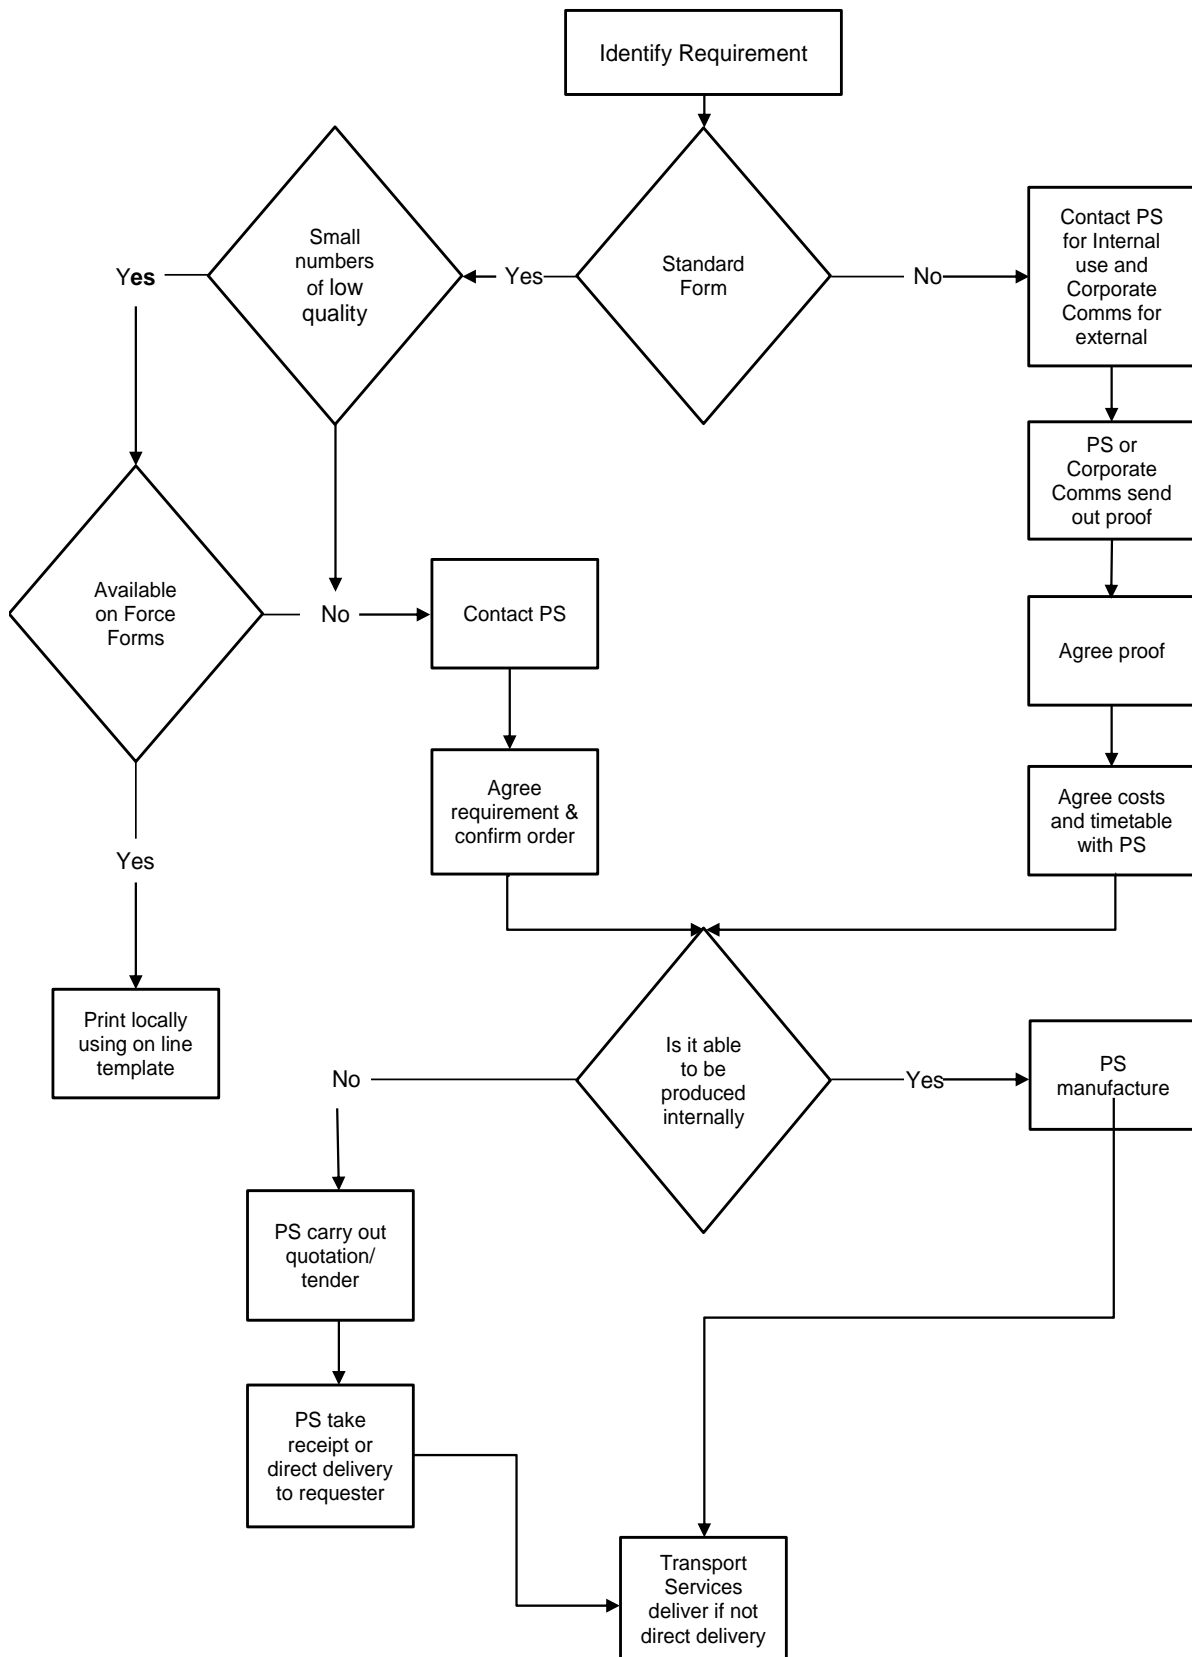 Identify Requirement
Small
numbers
of low
quality
Standard
Form
Contact PS
for Internal
use and
Corporate
Comms for
external
Yes
Yes
No
PS or
Corporate
Comms send
out proof
Available
on Force
Forms
No
Contact PS
Agree proof
Agree
requirement &
confirm order
Agree costs
and timetable
with PS
Yes
Print locally
using on line
template
Is it able
to be
produced
internally
No
Yes
PS
manufacture
PS carry out
quotation/
tender
PS take
receipt or
direct delivery
to requester
Transport
Services
deliver if not
direct delivery